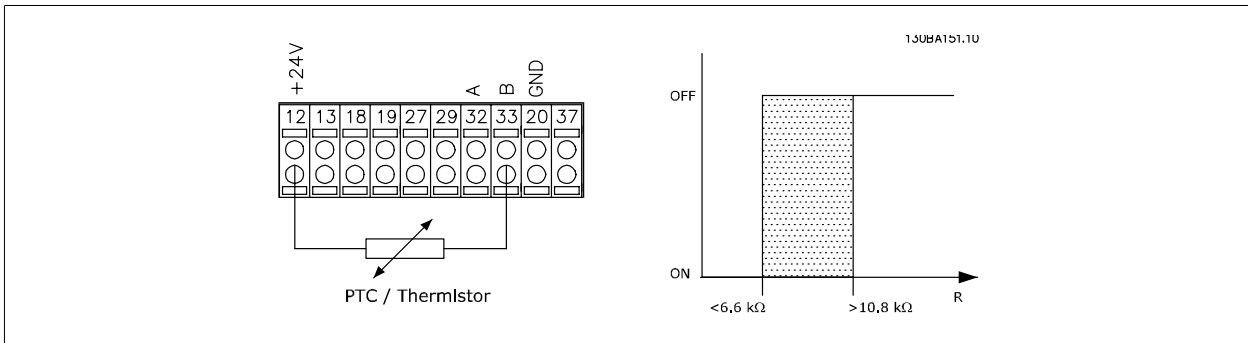 130BA151.10
+24V
A
B
GND
12 13 18 19 27 29 32 33 20 37
PTC / Thermistor
OFF
ON
R
<6,6 kΩ
>10,8 kΩ